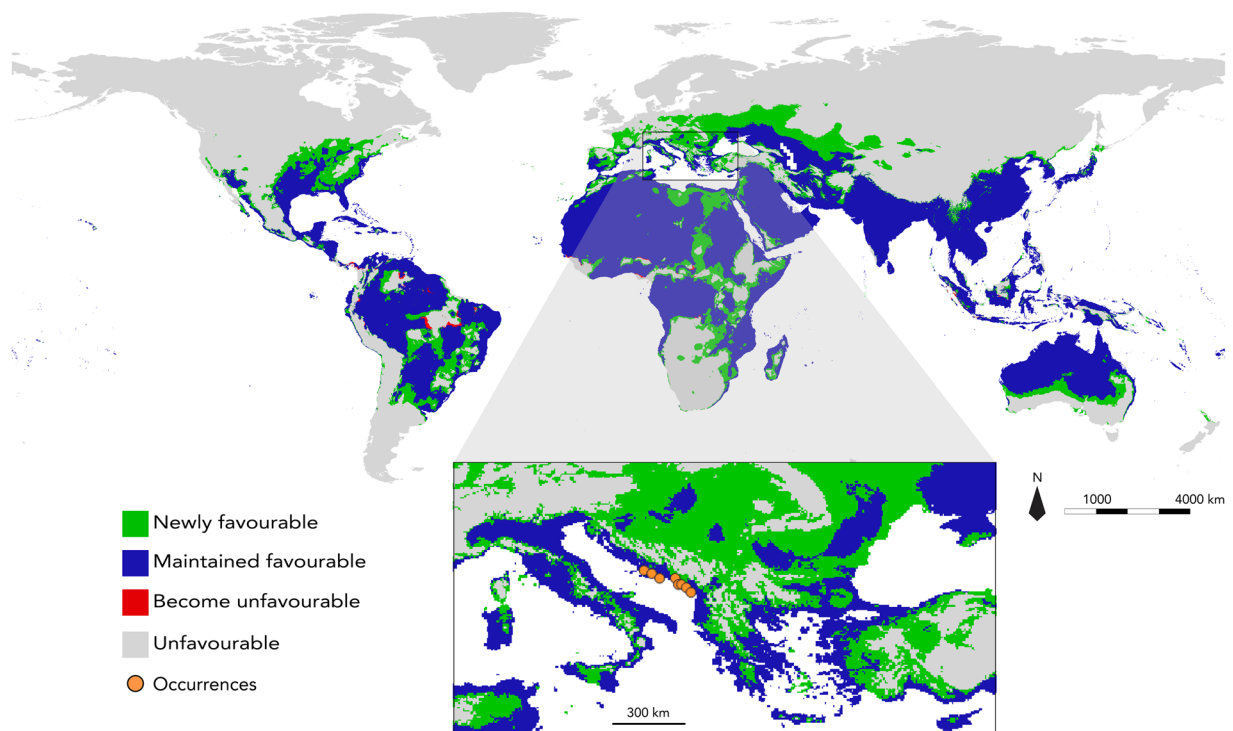 N
1000
4000 km
Newly favourable
Maintained favourable
Become unfavourable
Unfavourable
Occurrences
300 km